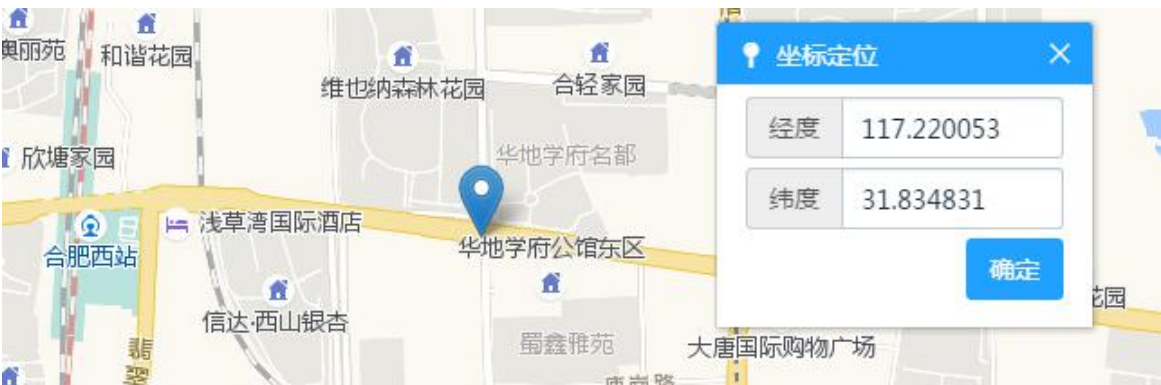 奥丽苑
和谐花园
维也纳森林花园
合轻家园
坐标定位
经度
117.220053
欣塘家园
华地学府名都
纬度
31.834831
浅草湾国际酒店
合肥西站
华地学府公馆东区
确定
信达·西山银杏
花园
蜀鑫雅苑
大唐国际购物广场